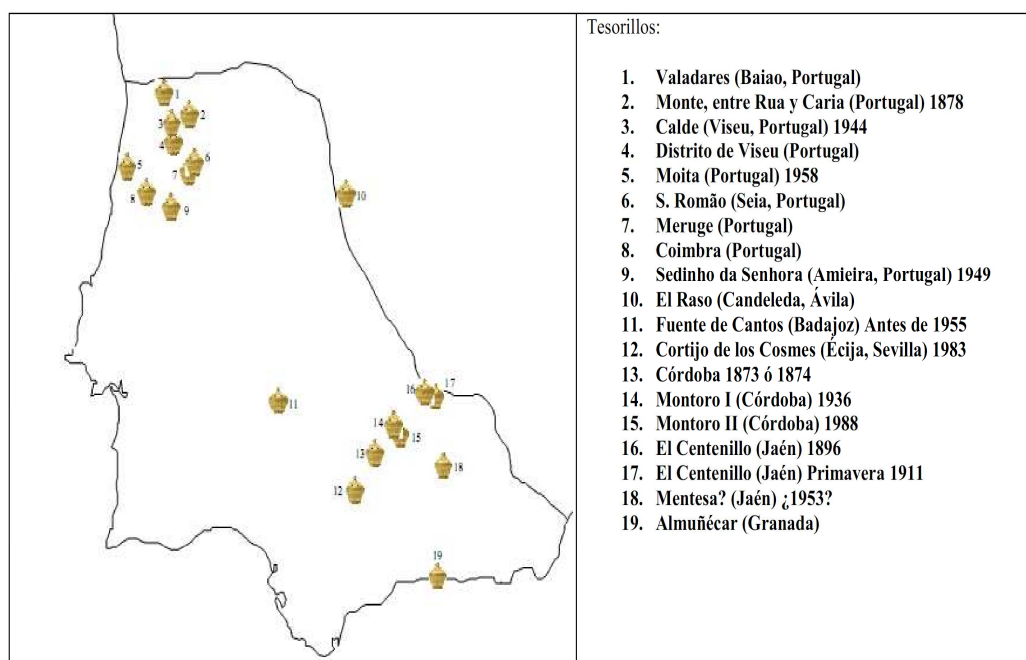 Tesorillos:
1. Valadares (Baiao, Portugal)
2. Monte, entre Rua y Caria (Portugal) 1878
3. Calde (Viseu, Portugal) 1944
4. Distrito de Viseu (Portugal)
5. Moita (Portugal) 1958
6. S. Romão (Seia, Portugal)
7. Meruge (Portugal)
8. Coimbra (Portugal)
9. Sedinho da Senhora (Amieira, Portugal) 1949
10. El Raso (Candeleda, Ávila)
11. Fuente de Cantos (Badajoz) Antes de 1955
12. Cortijo de los Cosmes (Écija, Sevilla) 1983
13. Córdoba 1873 ó 1874
14. Montoro I (Córdoba) 1936
15. Montoro II (Córdoba) 1988
16. El Centenillo (Jaén) 1896
17. El Centenillo (Jaén) Primavera 1911
18. Mentesa? (Jaén) ¿1953?
19. Almuñécar (Granada)
1
2
3
4
5
6
7
8
9
10
11
12
13
14
15
16
17
18
19